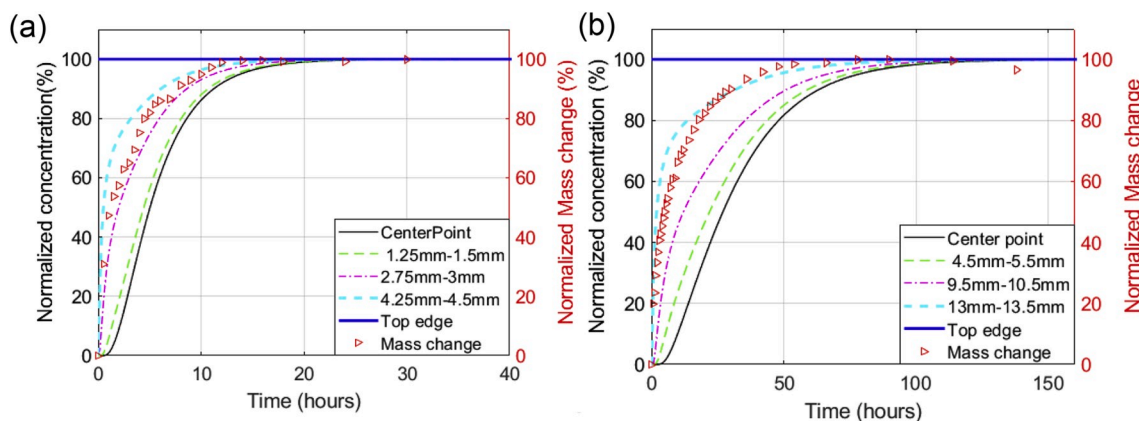 (a)
Normalized concentration(%)
100
80
60
40
20
0
0
10
20
30
40
Time (hours)
100
80
60
40
20
0
Normalized Mass change (%)
CenterPoint
1.25mm-1.5mm
2.75mm-3mm
4.25mm-4.5mm
Top edge
Mass change
(b)
Normalized concentration (%)
100
80
60
40
20
0
0
50
100
150
Time (hours)
100
80
60
40
20
0
Normalized Mass change (%)
Center point
4.5mm-5.5mm
9.5mm-10.5mm
13mm-13.5mm
Top edge
Mass change